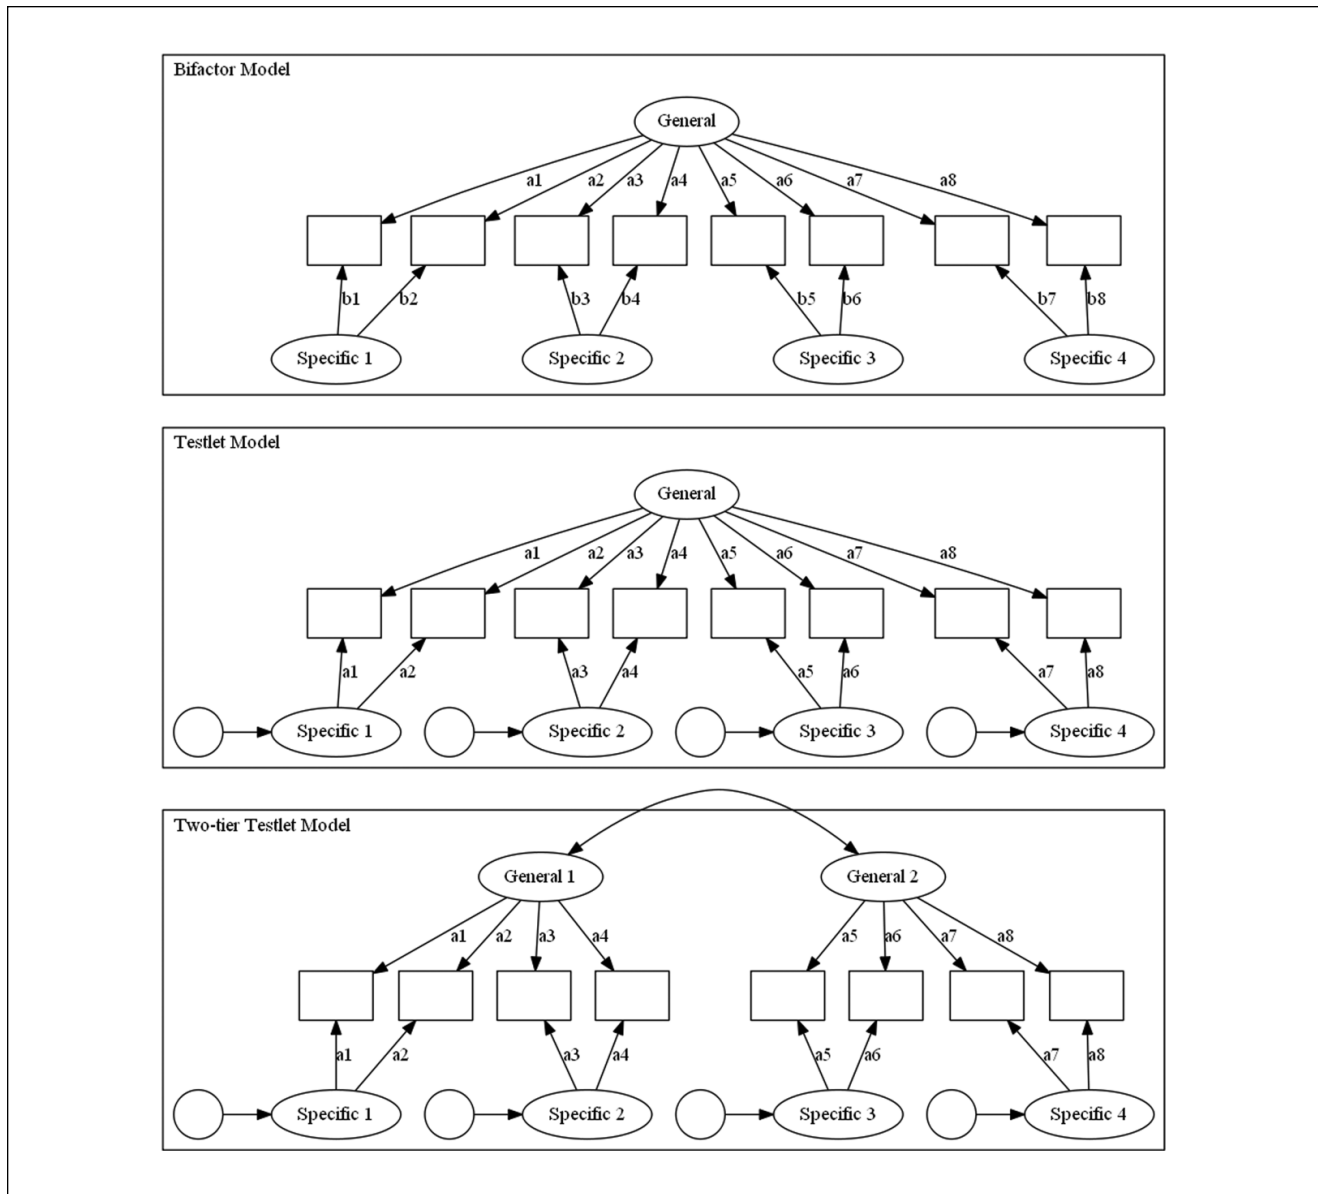 Bifactor Model
General
a1 a2 a3 a4 a5 a6 a7 a8
b1 b2 b3 b4 b5 b6 b7 b8
Specific 1 Specific 2 Specific 3 Specific 4
Testlet Model
General
a1 a2 a3 a4 a5 a6 a7 a8
a1 a2 a3 a4 a5 a6 a7 a8
Specific 1 Specific 2 Specific 3 Specific 4
Two-tier Testlet Model
General 1 General 2
a1 a2 a3 a4 a5 a6 a7 a8
a1 a2 a3 a4 a5 a6 a7 a8
Specific 1 Specific 2 Specific 3 Specific 4